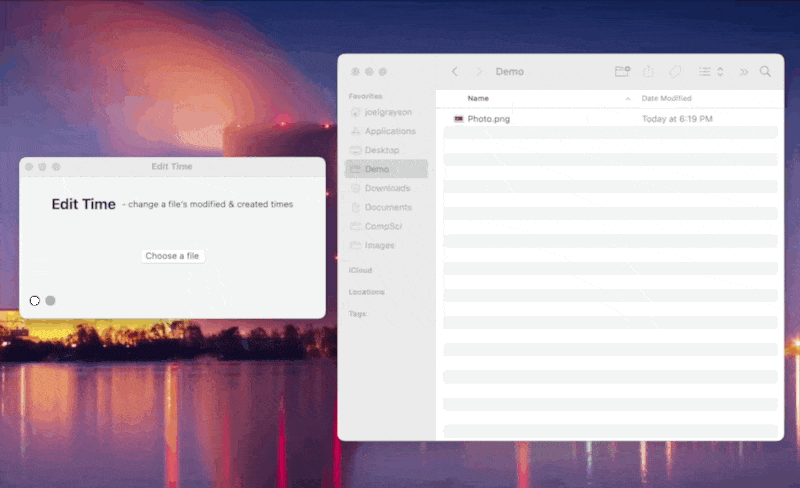 Edit Time
Edit Time - change a file's modified & created times
Choose a file
Demo
Favorites
joelgrayson
Applications
Desktop
Demo
Downloads
Documents
CompSci
Images
iCloud
Locations
Tags
Name Date Modified
Photo.png Today at 6:19 PM